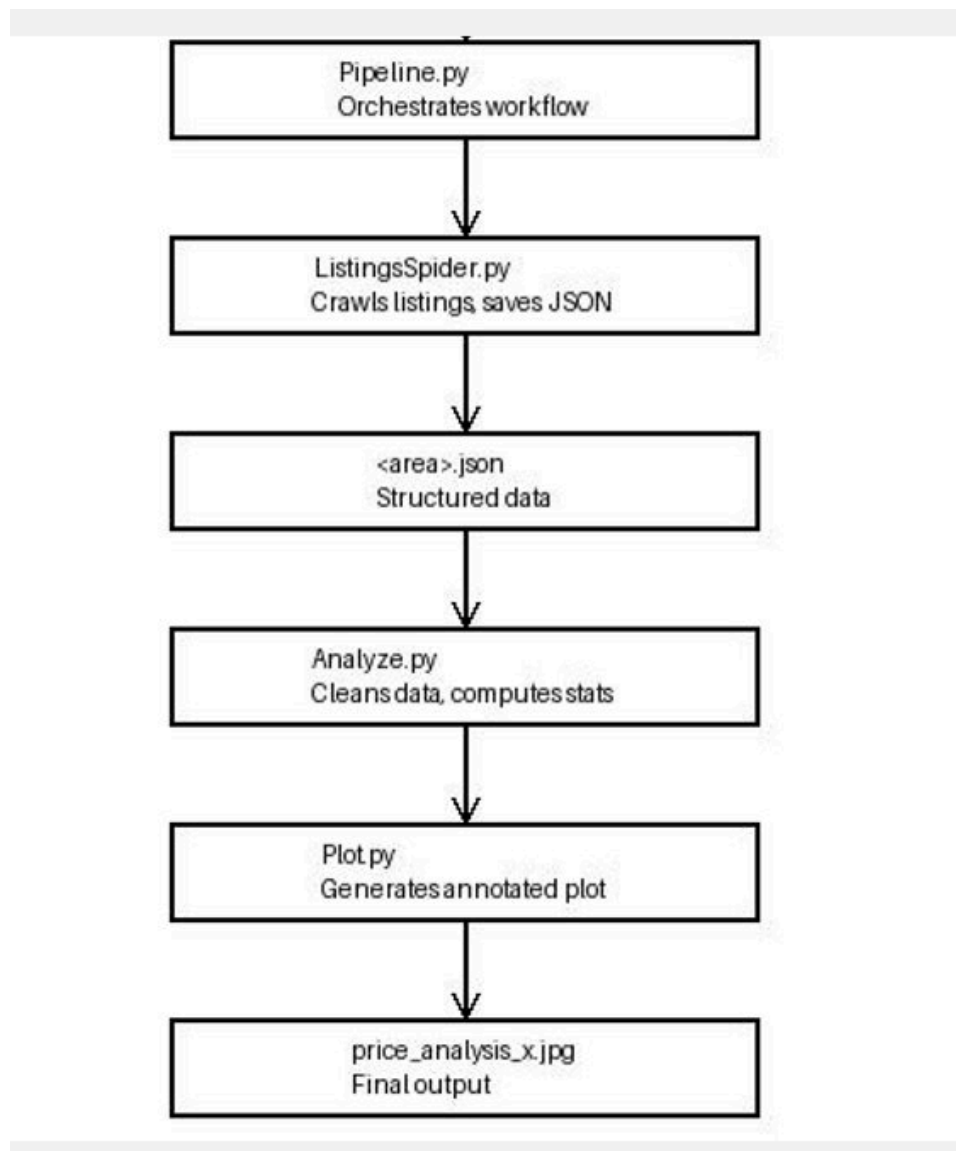 Pipeline.py
Orchestrates workflow
ListingsSpider.py
Crawls listings, saves JSON
<area>.json
Structured data
Analyze.py
Cleans data, computes stats
Plot.py
Generates annotated plot
price_analysis_x.jpg
Final output